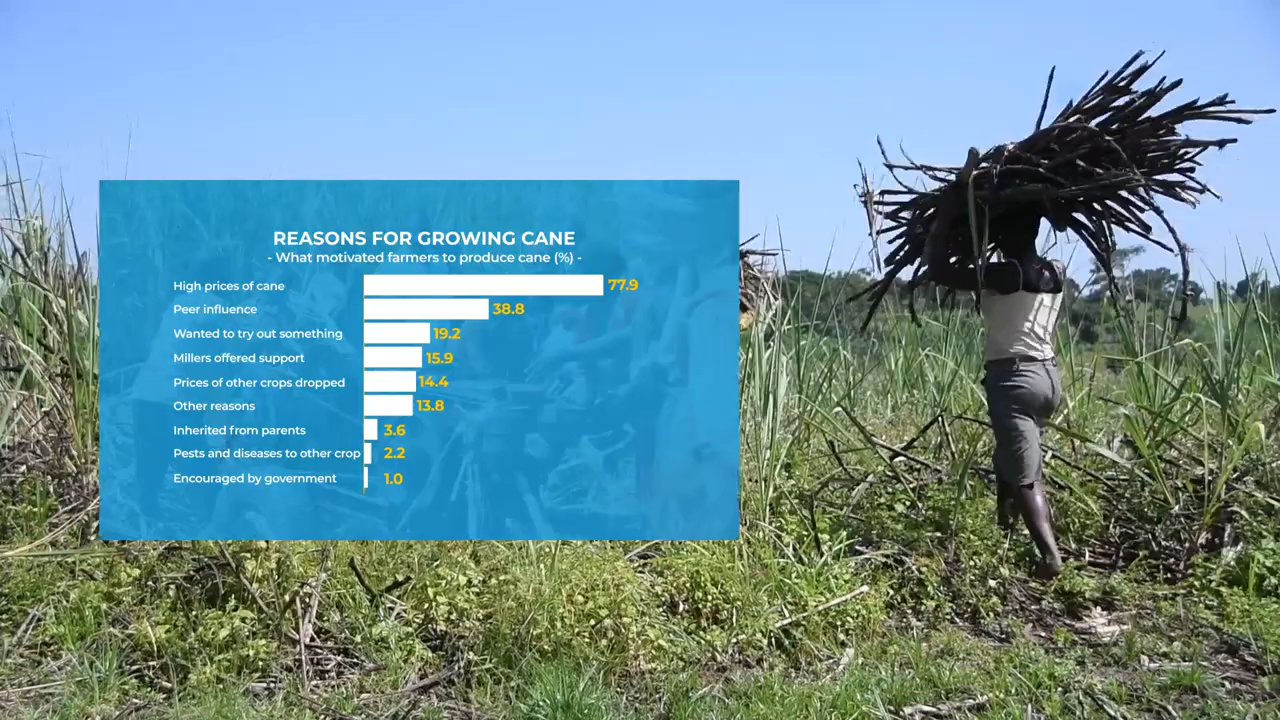 REASONS FOR GROWING CANE
- What motivated farmers to produce cane (%) -
High prices of cane 77.9
Peer influence 38.8
Wanted to try out something 19.2
Millers offered support 15.9
Prices of other crops dropped 14.4
Other reasons 13.8
Inherited from parents 3.6
Pests and diseases to other crop 2.2
Encouraged by government 1.0